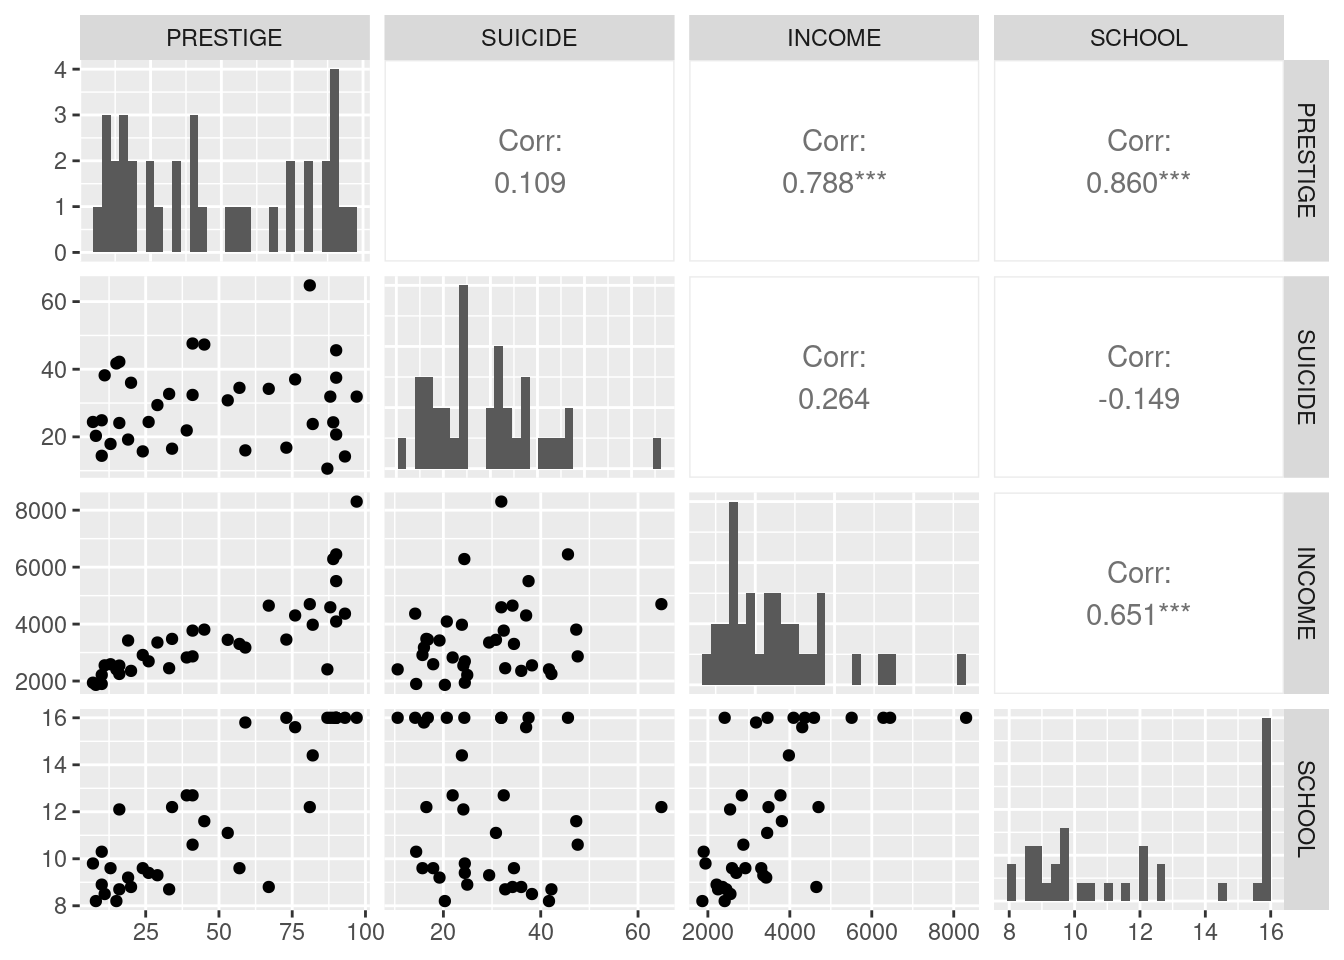 PRESTIGE SUICIDE INCOME SCHOOL
4
3
2
1
0
Corr:
0.109
Corr:
0.788***
Corr:
0.860***
PRESTIGE
60
40
20
Corr:
0.264
Corr:
-0.149
SUICIDE
8000
6000
4000
2000
Corr:
0.651***
INCOME
16
14
12
10
8
SCHOOL
25 50 75 100 20 40 60 2000 4000 6000 8000 8 10 12 14 16